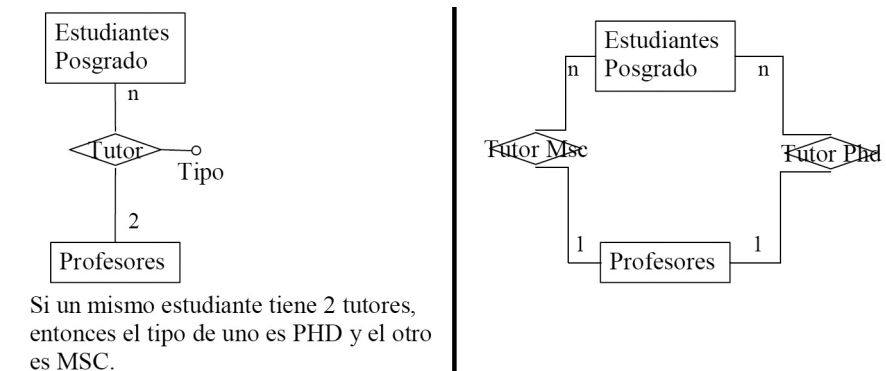 Estudiantes
Posgrado
n
Tutor
Tipo
2
Profesores
Si un mismo estudiante tiene 2 tutores,
entonces el tipo de uno es PHD y el otro
es MSC.
Estudiantes
Posgrado
n
n
Tutor Msc
Tutor Phd
1
1
Profesores